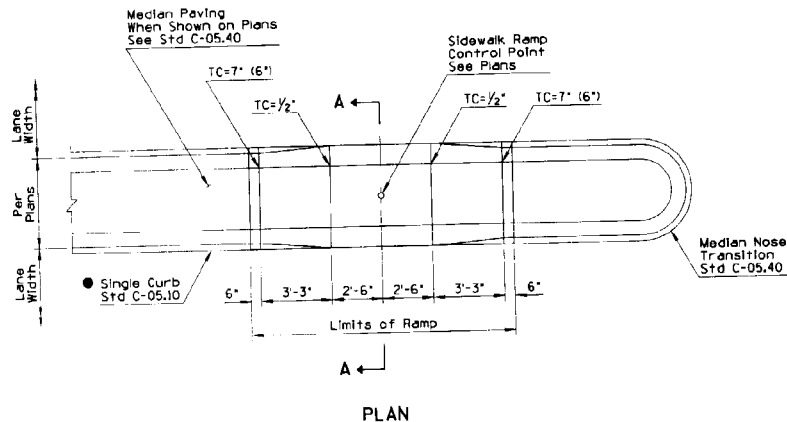 Median Paving
When Shown on Plans
See Std C-05.40
Sidewalk Ramp
Control Point
See Plans
TC=7" (6")
A
TC=½"
TC=½"
TC=7" (6")
Lane
Width
Per
Plans
Lane
Width
● Single Curb
Std C-05.10
Median Nose
Transition
Std C-05.40
6" 3'-3" 2'-6" 2'-6" 3'-3" 6"
Limits of Ramp
A
PLAN